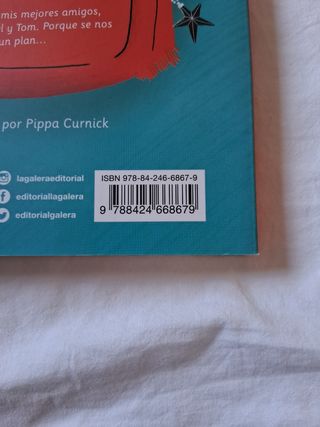 mis mejores amigos,
y Tom. Porque se nos
un plan...
por Pippa Curnick
lagaleraeditorial
editoriallagalera
editorialgalera
ISBN 978-84-246-6867-9
9 788424 668679